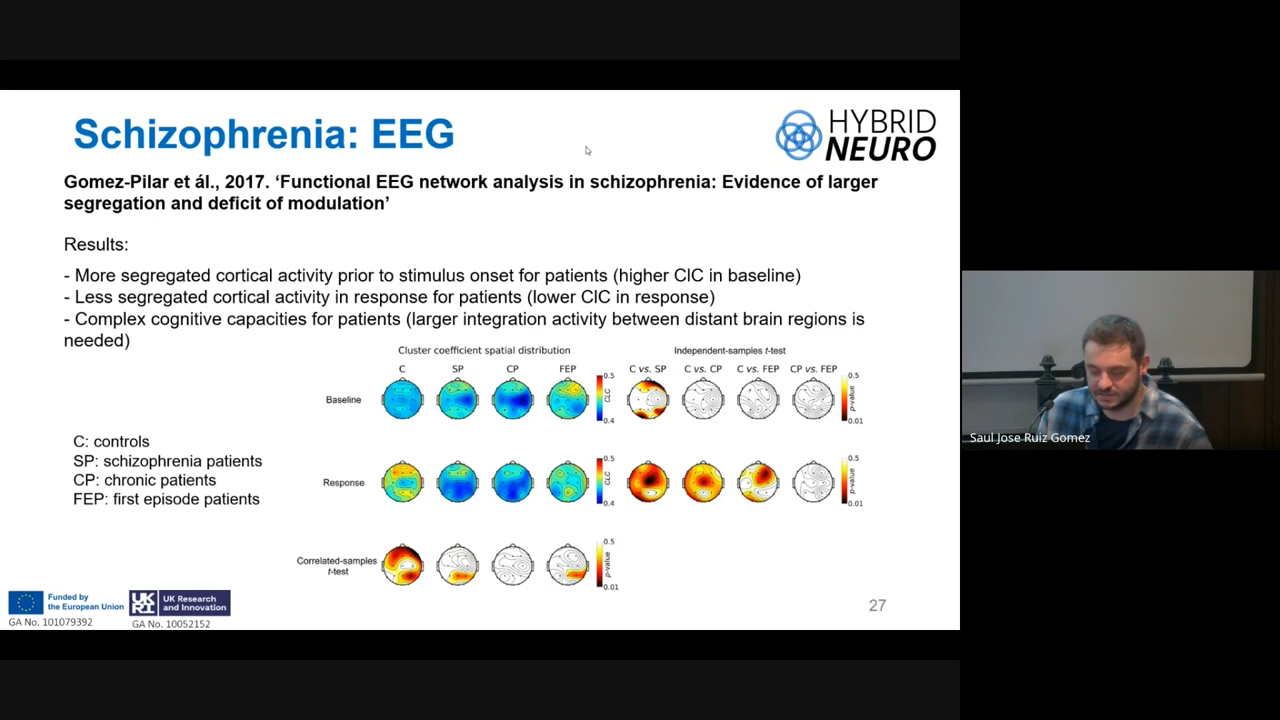 Schizophrenia: EEG
HYBRID
NEURO
Gomez-Pilar et ál., 2017. ‘Functional EEG network analysis in schizophrenia: Evidence of larger
segregation and deficit of modulation’
Results:
- More segregated cortical activity prior to stimulus onset for patients (higher ClC in baseline)
- Less segregated cortical activity in response for patients (lower ClC in response)
- Complex cognitive capacities for patients (larger integration activity between distant brain regions is
needed)
Cluster coefficient spatial distribution
Independent-samples t-test
C SP CP FEP
C vs. SP C vs. CP C vs. FEP CP vs. FEP
Baseline
0.5
CLC
0.4
0.5
p-value
0.01
C: controls
SP: schizophrenia patients
CP: chronic patients
FEP: first episode patients
Response
0.5
CLC
0.4
0.5
p-value
0.01
Correlated-samples
t-test
0.5
p-value
0.01
Funded by
the European Union
GA No. 101079392
UK
RI
UK Research
and Innovation
GA No. 10052152
27
Saul Jose Ruiz Gomez